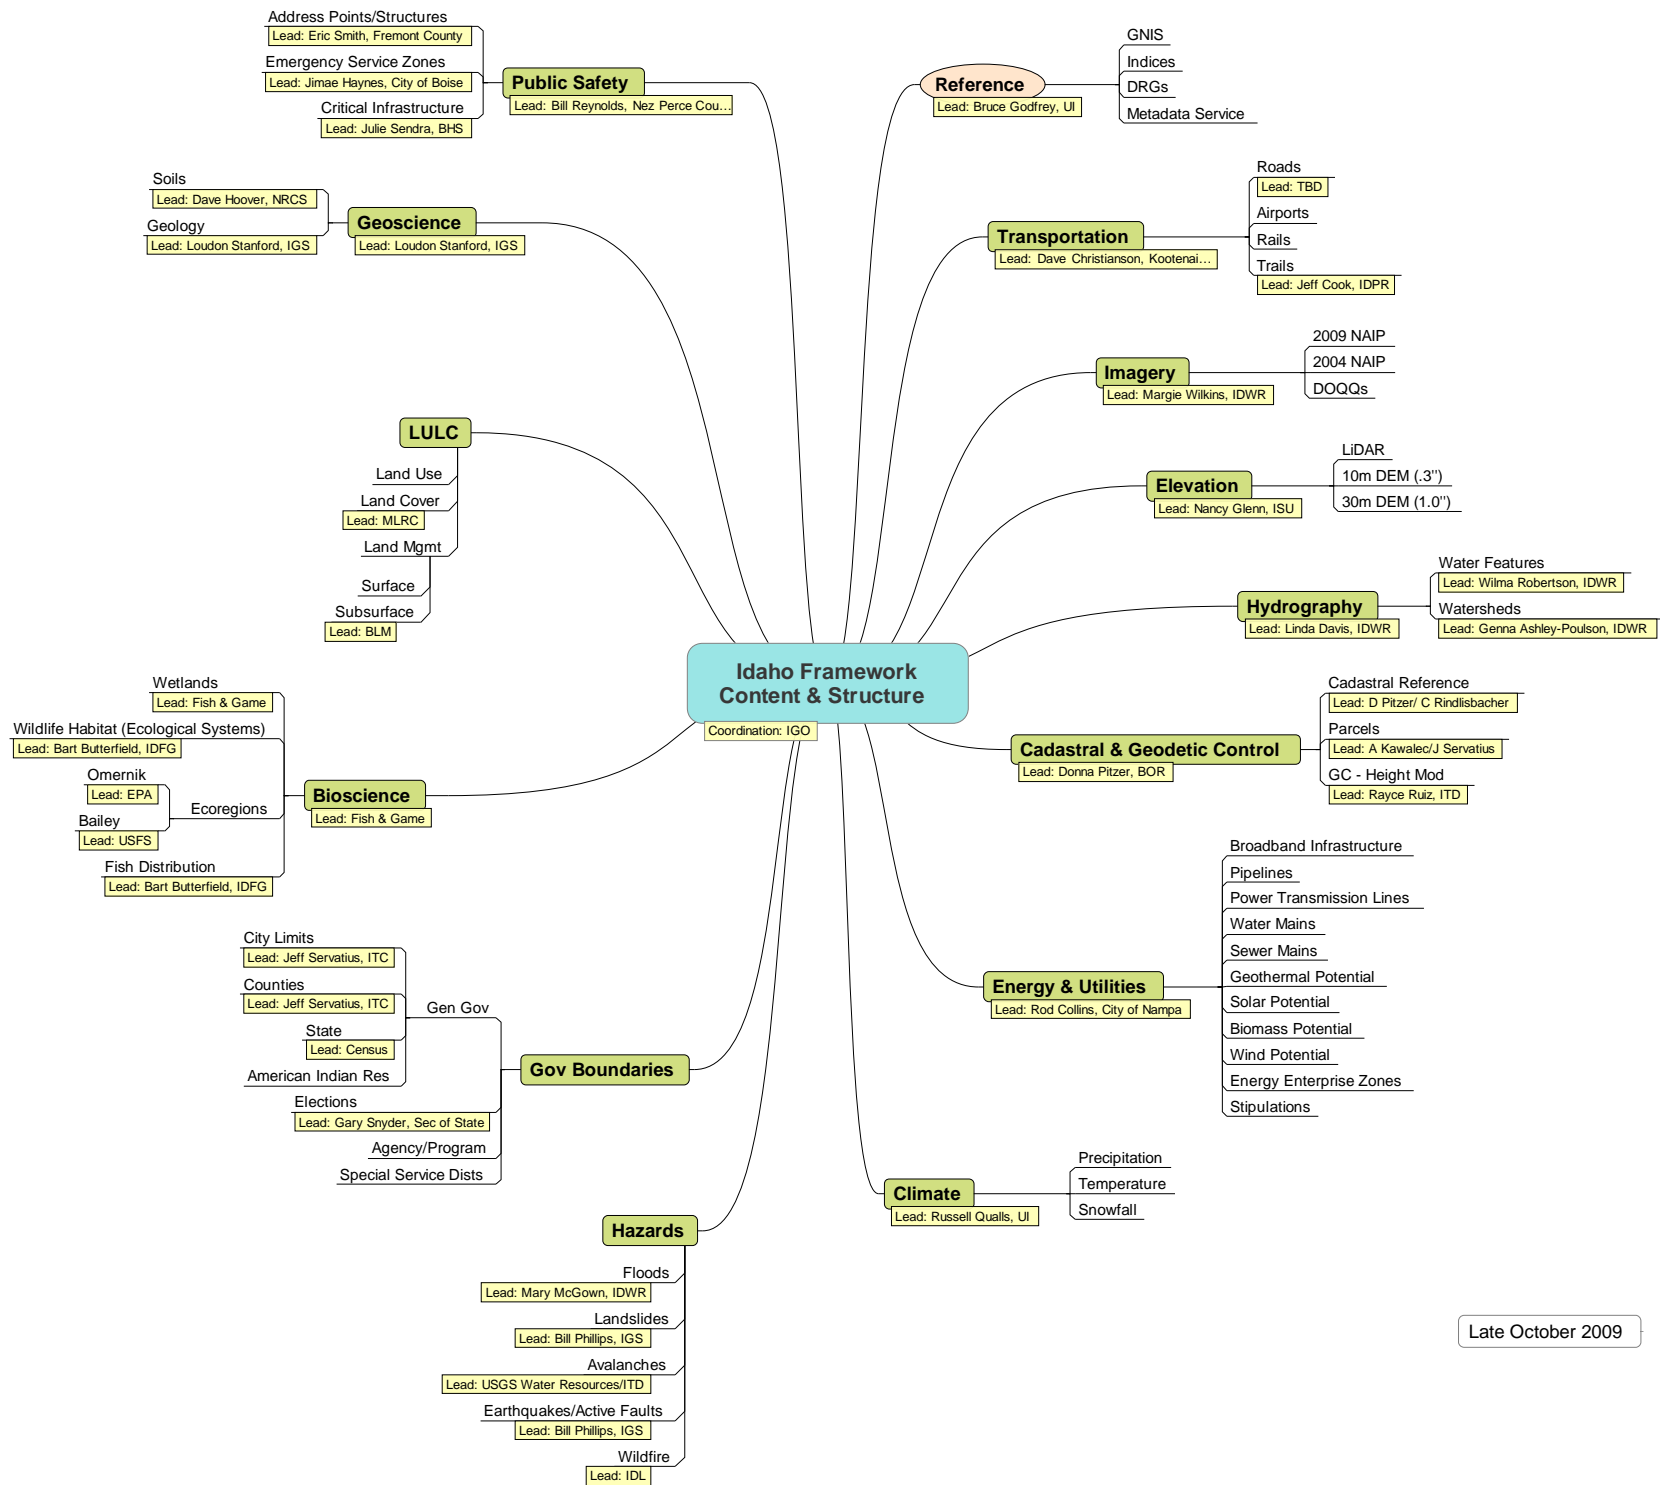 Idaho Framework
Content & Structure
Coordination: IGO
Public Safety
Lead: Bill Reynolds, Nez Perce Cou...
Address Points/Structures
Lead: Eric Smith, Fremont County
Emergency Service Zones
Lead: Jimae Haynes, City of Boise
Critical Infrastructure
Lead: Julie Sendra, BHS
Geoscience
Lead: Loudon Stanford, IGS
Soils
Lead: Dave Hoover, NRCS
Geology
Lead: Loudon Stanford, IGS
LULC
Land Use
Land Cover
Lead: MLRC
Land Mgmt
Surface
Subsurface
Lead: BLM
Bioscience
Lead: Fish & Game
Wetlands
Lead: Fish & Game
Wildlife Habitat (Ecological Systems)
Lead: Bart Butterfield, IDFG
Ecoregions
Omernik
Lead: EPA
Bailey
Lead: USFS
Fish Distribution
Lead: Bart Butterfield, IDFG
Gov Boundaries
Gen Gov
City Limits
Lead: Jeff Servatius, ITC
Counties
Lead: Jeff Servatius, ITC
State
Lead: Census
American Indian Res
Elections
Lead: Gary Snyder, Sec of State
Agency/Program
Special Service Dists
Hazards
Floods
Lead: Mary McGown, IDWR
Landslides
Lead: Bill Phillips, IGS
Avalanches
Lead: USGS Water Resources/ITD
Earthquakes/Active Faults
Lead: Bill Phillips, IGS
Wildfire
Lead: IDL
Reference
Lead: Bruce Godfrey, UI
GNIS
Indices
DRGs
Metadata Service
Transportation
Lead: Dave Christianson, Kootenai...
Roads
Lead: TBD
Airports
Rails
Trails
Lead: Jeff Cook, IDPR
Imagery
Lead: Margie Wilkins, IDWR
2009 NAIP
2004 NAIP
DOQQs
Elevation
Lead: Nancy Glenn, ISU
LiDAR
10m DEM (.3")
30m DEM (1.0")
Hydrography
Lead: Linda Davis, IDWR
Water Features
Lead: Wilma Robertson, IDWR
Watersheds
Lead: Genna Ashley-Poulson, IDWR
Cadastral & Geodetic Control
Lead: Donna Pitzer, BOR
Cadastral Reference
Lead: D Pitzer/ C Rindlisbacher
Parcels
Lead: A Kawalec/J Servatius
GC - Height Mod
Lead: Rayce Ruiz, ITD
Energy & Utilities
Lead: Rod Collins, City of Nampa
Broadband Infrastructure
Pipelines
Power Transmission Lines
Water Mains
Sewer Mains
Geothermal Potential
Solar Potential
Biomass Potential
Wind Potential
Energy Enterprise Zones
Stipulations
Climate
Lead: Russell Qualls, UI
Precipitation
Temperature
Snowfall
Late October 2009